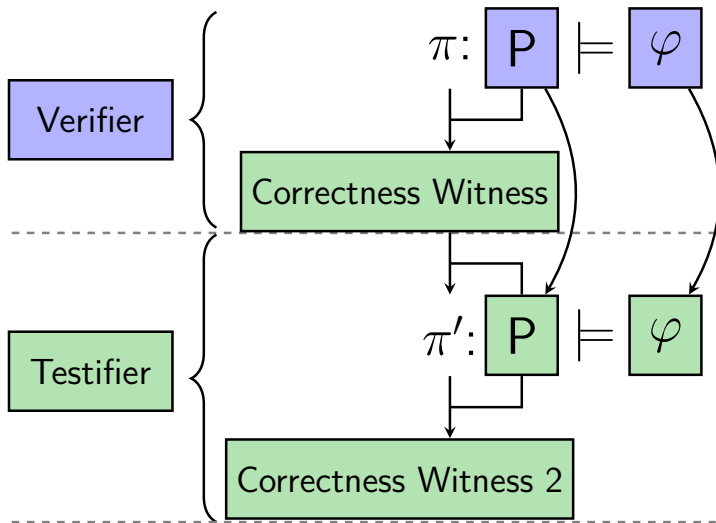 π: P ⊨ φ
Verifier
Correctness Witness
π′: P ⊨ φ
Testifier
Correctness Witness 2